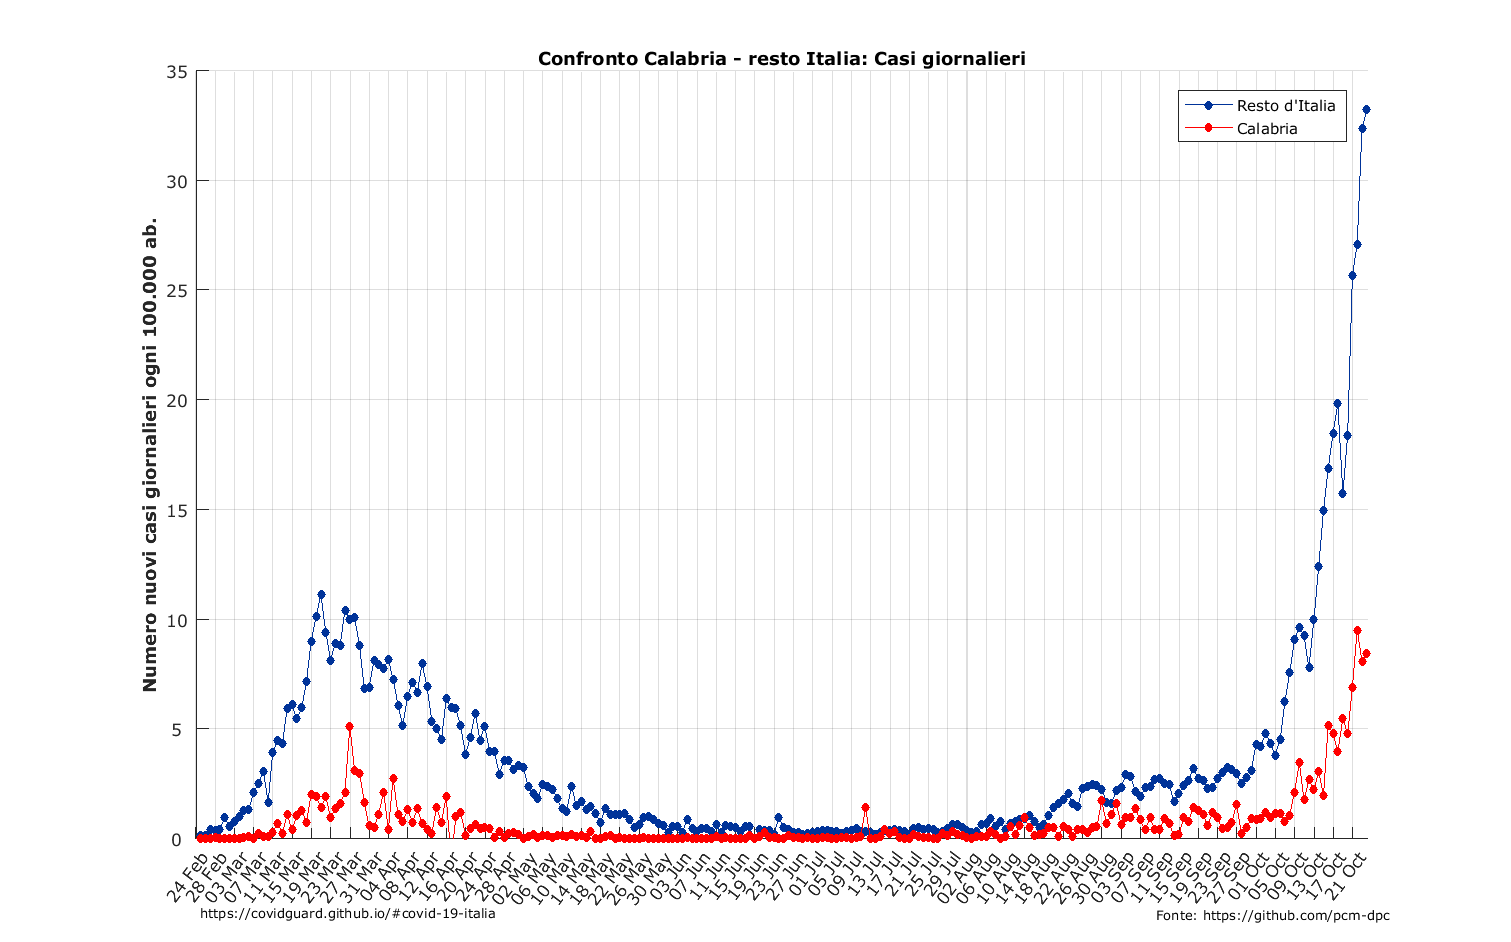 Confronto Calabria - resto Italia: Casi giornalieri
Numero nuovi casi giornalieri ogni 100.000 ab.
35
30
25
20
15
10
5
0
Resto d'Italia
Calabria
24 Feb
28 Feb
03 Mar
07 Mar
11 Mar
15 Mar
19 Mar
23 Mar
27 Mar
31 Mar
04 Apr
08 Apr
12 Apr
16 Apr
20 Apr
24 Apr
28 Apr
02 May
06 May
10 May
14 May
18 May
22 May
26 May
30 May
03 Jun
07 Jun
11 Jun
15 Jun
19 Jun
23 Jun
27 Jun
01 Jul
05 Jul
09 Jul
13 Jul
17 Jul
21 Jul
25 Jul
29 Jul
02 Aug
06 Aug
10 Aug
14 Aug
18 Aug
22 Aug
26 Aug
30 Aug
03 Sep
07 Sep
11 Sep
15 Sep
19 Sep
23 Sep
27 Sep
01 Oct
05 Oct
09 Oct
13 Oct
17 Oct
21 Oct
https://covidguard.github.io/#covid-19-italia
Fonte: https://github.com/pcm-dpc